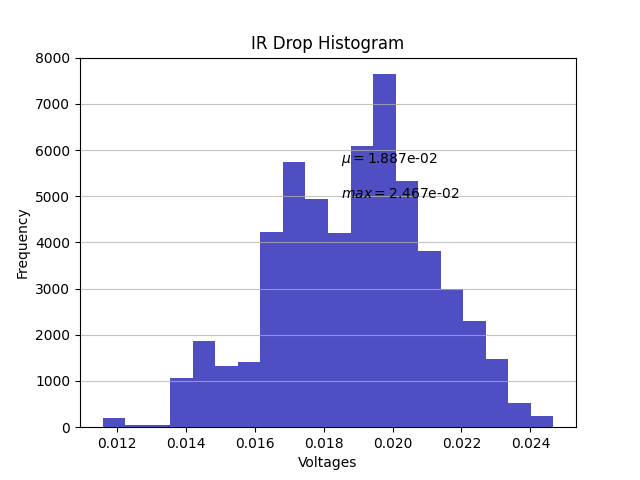 IR Drop Histogram
8000
7000
6000
5000
4000
3000
2000
1000
0
Frequency
μ = 1.887e-02
max = 2.467e-02
0.012 0.014 0.016 0.018 0.020 0.022 0.024
Voltages